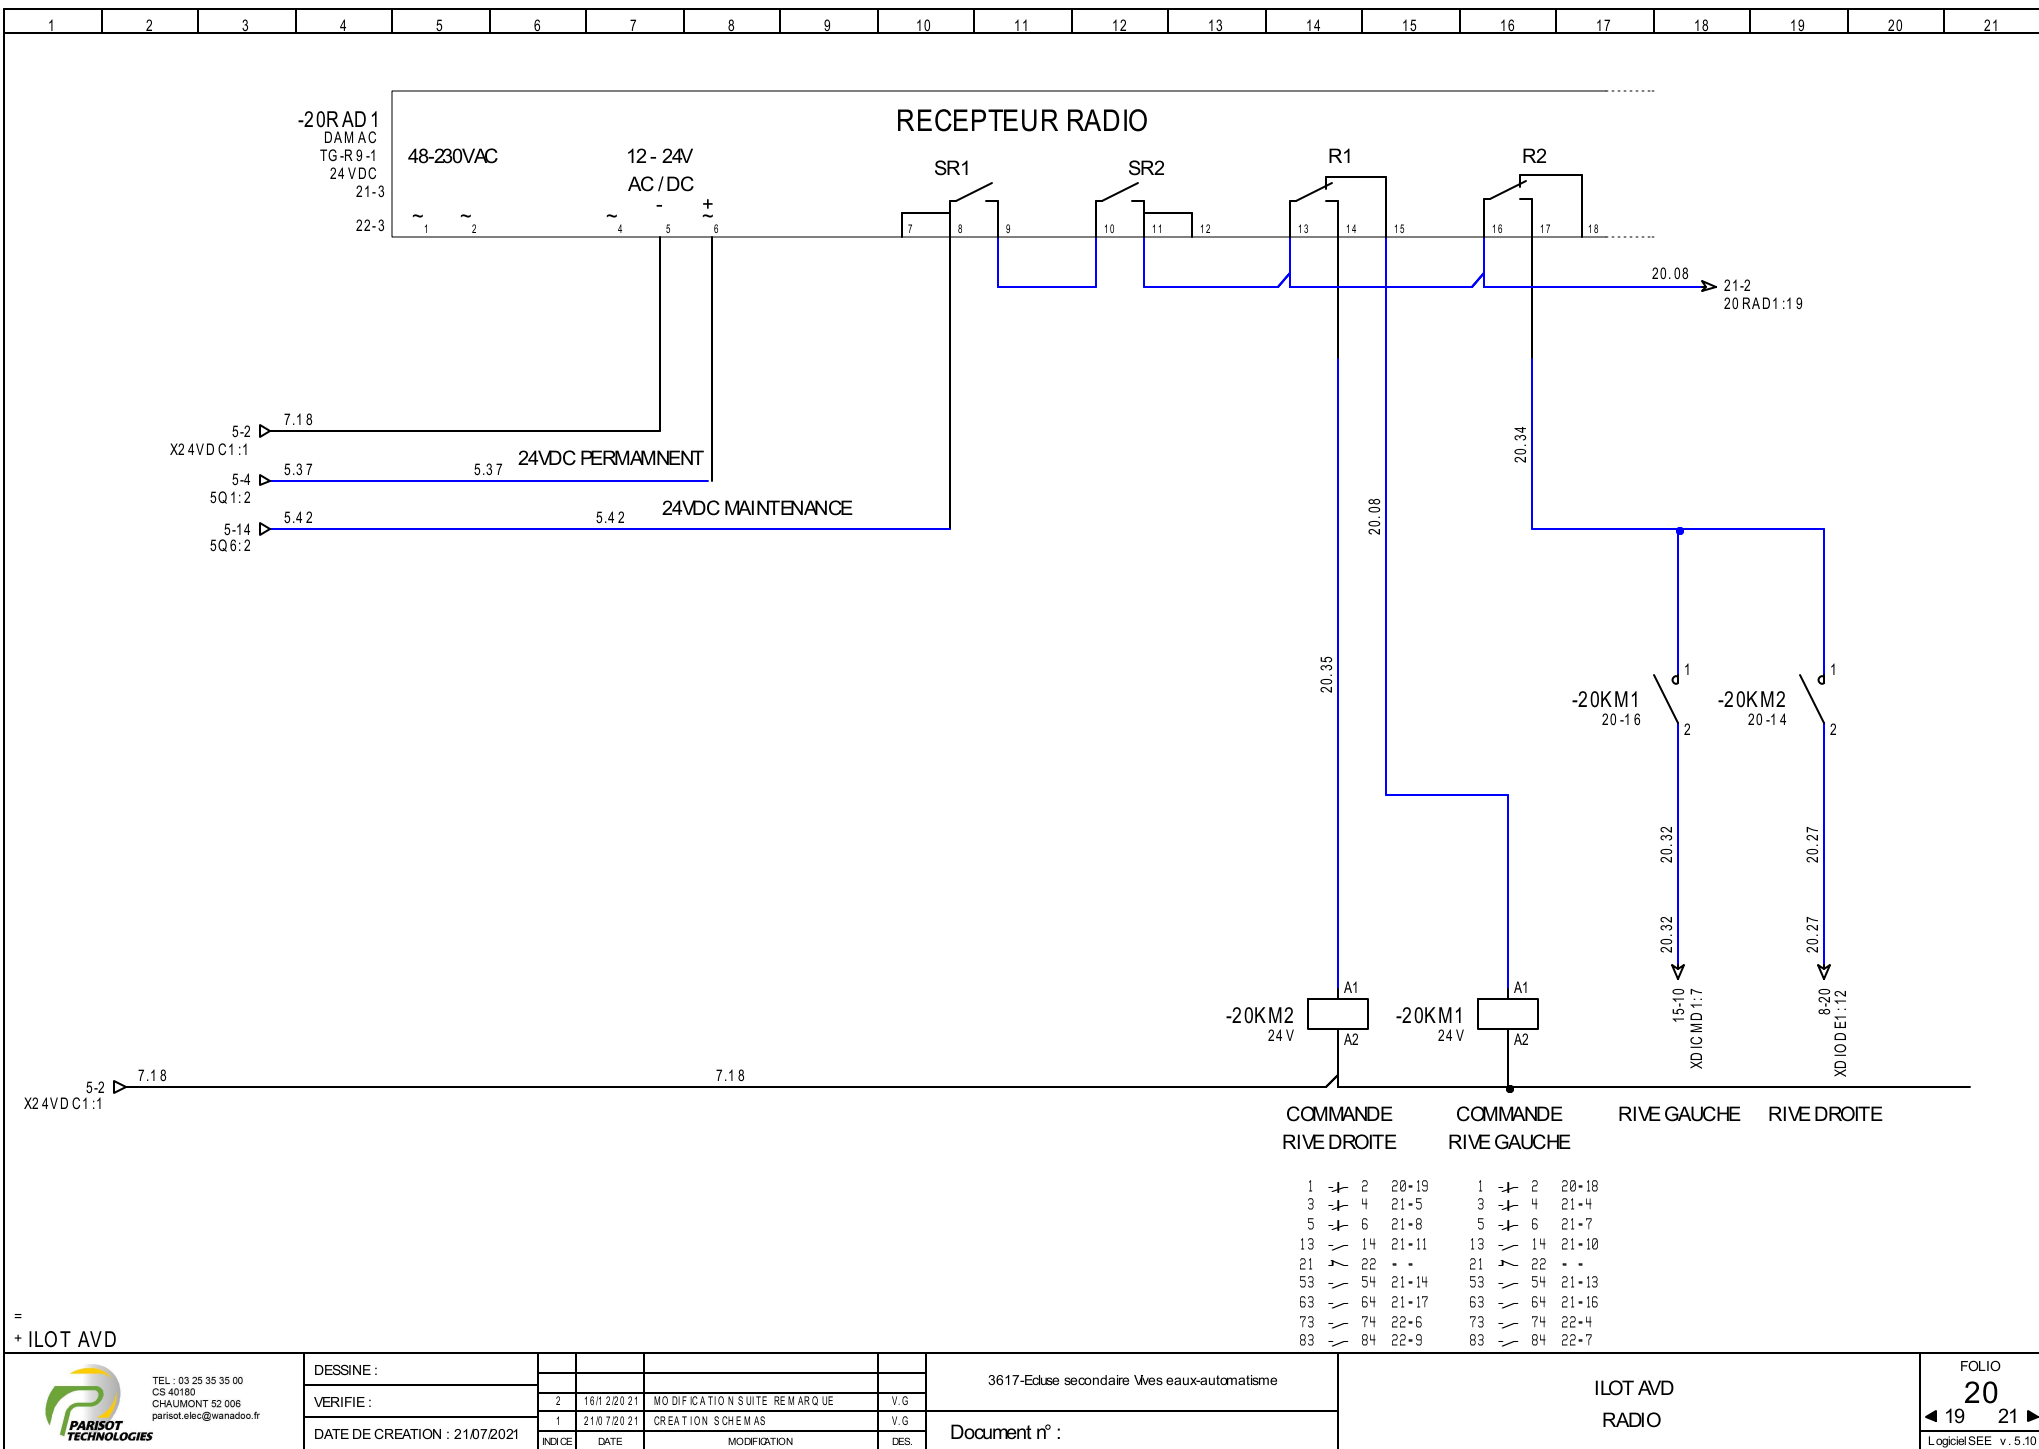 1 2 3 4 5 6 7 8 9 10 11 12 13 14 15 16 17 18 19 20 21
RECEPTEUR RADIO
-20RAD1
DAMAC
TG-R9-1
24VDC
21-3
22-3
48-230VAC
12 - 24V
AC / DC
- +
~ ~ ~ ~
SR1
SR2
R1
R2
1 2 4 5 6 7 8 9 10 11 12 13 14 15 16 17 18
20.08
21-2
20RAD1:19
7.18
5-2
X24VDC1:1
24VDC PERMAMNENT
5.37 5.37
5-4
5Q1:2
24VDC MAINTENANCE
5.42 5.42
5-14
5Q6:2
20.34
20.08
20.35
1
-20KM1
20-16
2
1
-20KM2
20-14
2
20.32
20.27
20.32
20.27
15-10
XDICMD1:7
8-20
XDIODE1:12
A1
-20KM2
24V
A2
A1
-20KM1
24V
A2
7.18 7.18
5-2
X24VDC1:1
COMMANDE
RIVE DROITE
COMMANDE
RIVE GAUCHE
RIVE GAUCHE
RIVE DROITE
1 2 20-19 1 2 20-18
3 4 21-5 3 4 21-4
5 6 21-8 5 6 21-7
13 14 21-11 13 14 21-10
21 22 - - 21 22 - -
53 54 21-14 53 54 21-13
63 64 21-17 63 64 21-16
73 74 22-6 73 74 22-4
83 84 22-9 83 84 22-7
=
+ ILOT AVD
PARISOT
TECHNOLOGIES
TEL : 03 25 35 35 00
CS 40180
CHAUMONT 52 006
parisot.elec@wanadoo.fr
DESSINE :
VERIFIE :
DATE DE CREATION : 21/07/2021
2 16/12/2021 MODIFICATION SUITE REMARQUE V.G
1 21/07/2021 CREATION SCHEMAS V.G
INDICE DATE MODIFICATION DES.
3617-Ecluse secondaire Vives eaux-automatisme
Document n° :
ILOT AVD
RADIO
FOLIO
20
19 21
Logiciel SEE v. 5.10